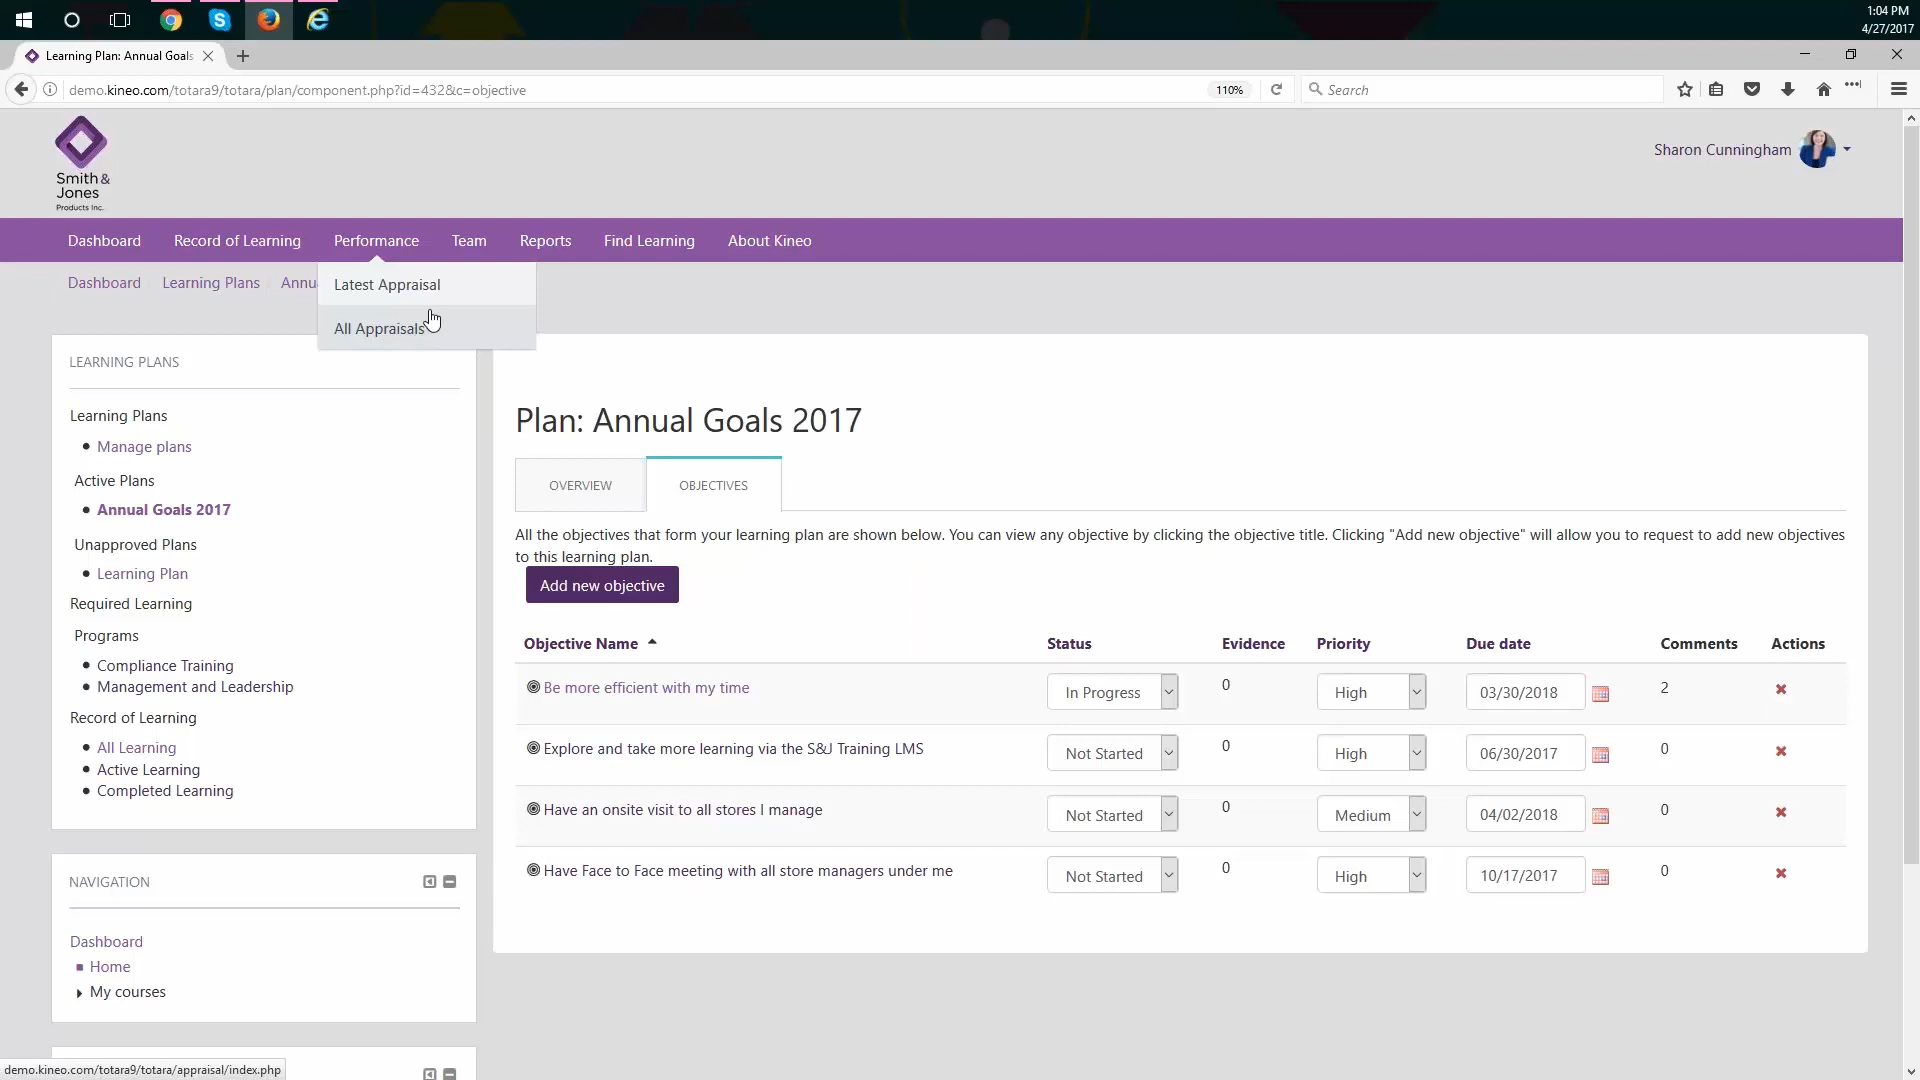 1:04 PM
4/27/2017
Learning Plan: Annual Goals
demo.kineo.com/totara9/totara/plan/component.php?id=432&c=objective
110%
Search
Smith &
Jones
Products Inc.
Sharon Cunningham
Dashboard Record of Learning Performance Team Reports Find Learning About Kineo
Dashboard Learning Plans Annu
Latest Appraisal
All Appraisals
LEARNING PLANS
Learning Plans
Manage plans
Active Plans
Annual Goals 2017
Unapproved Plans
Learning Plan
Required Learning
Programs
Compliance Training
Management and Leadership
Record of Learning
All Learning
Active Learning
Completed Learning
NAVIGATION
Dashboard
Home
My courses
Plan: Annual Goals 2017
OVERVIEW OBJECTIVES
All the objectives that form your learning plan are shown below. You can view any objective by clicking the objective title. Clicking "Add new objective" will allow you to request to add new objectives
to this learning plan.
Add new objective
Objective Name Status Evidence Priority Due date Comments Actions
Be more efficient with my time In Progress 0 High 03/30/2018 2
Explore and take more learning via the S&J Training LMS Not Started 0 High 06/30/2017 0
Have an onsite visit to all stores I manage Not Started 0 Medium 04/02/2018 0
Have Face to Face meeting with all store managers under me Not Started 0 High 10/17/2017 0
demo.kineo.com/totara9/totara/appraisal/index.php